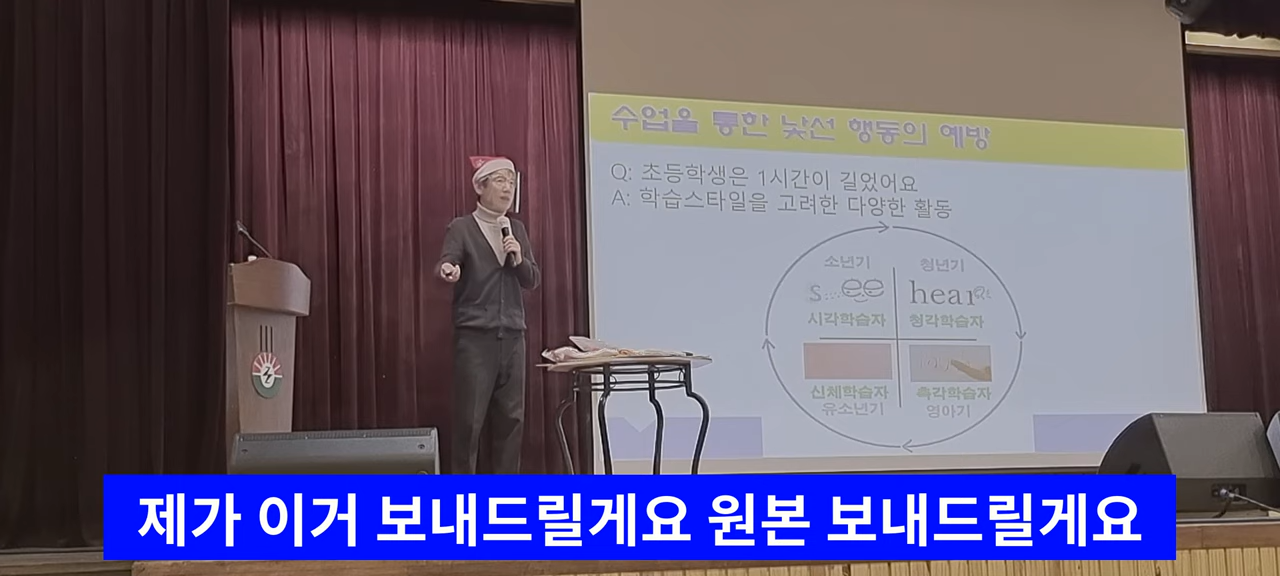 수업을 통한 낯선 행동의 예방
Q: 초등학생은 1시간이 길었어요
A: 학습스타일을 고려한 다양한 활동
소년기 청년기
s...ee hear
시각학습자 청각학습자
신체학습자 촉각학습자
유소년기 영아기
제가 이거 보내드릴게요 원본 보내드릴게요